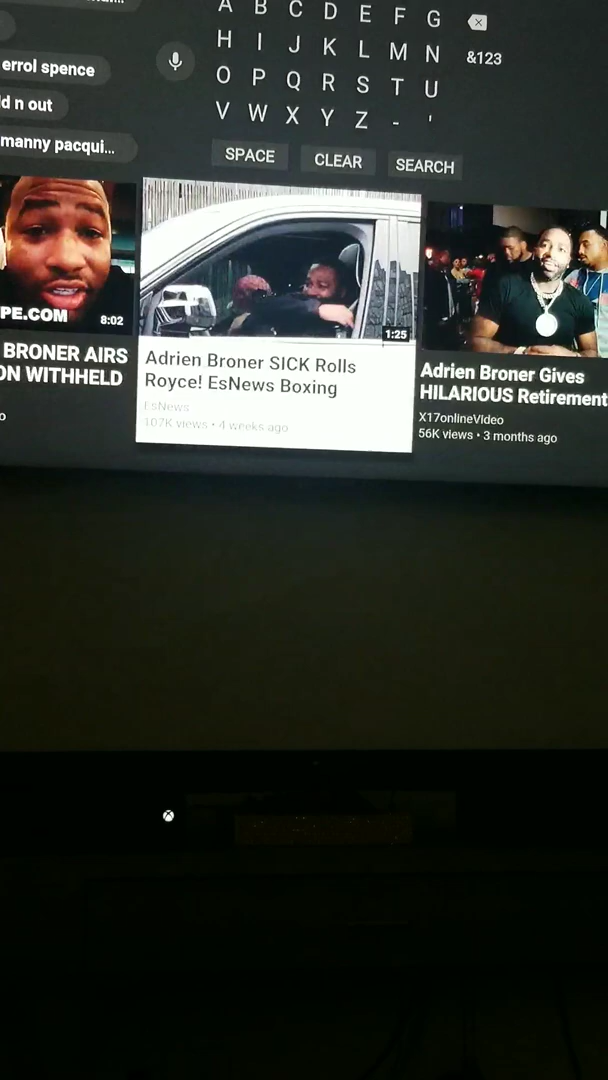 A B C D E F G
H I J K L M N &123
errol spence
O P Q R S T U
d n out
V W X Y Z - '
manny pacqui...
SPACE CLEAR SEARCH
PE.COM 8:02
BRONER AIRS
ON WITHHELD
1:25
Adrien Broner SICK Rolls
Royce! EsNews Boxing
EsNews
107K views • 4 weeks ago
Adrien Broner Gives
HILARIOUS Retirement
X17onlineVideo
56K views • 3 months ago